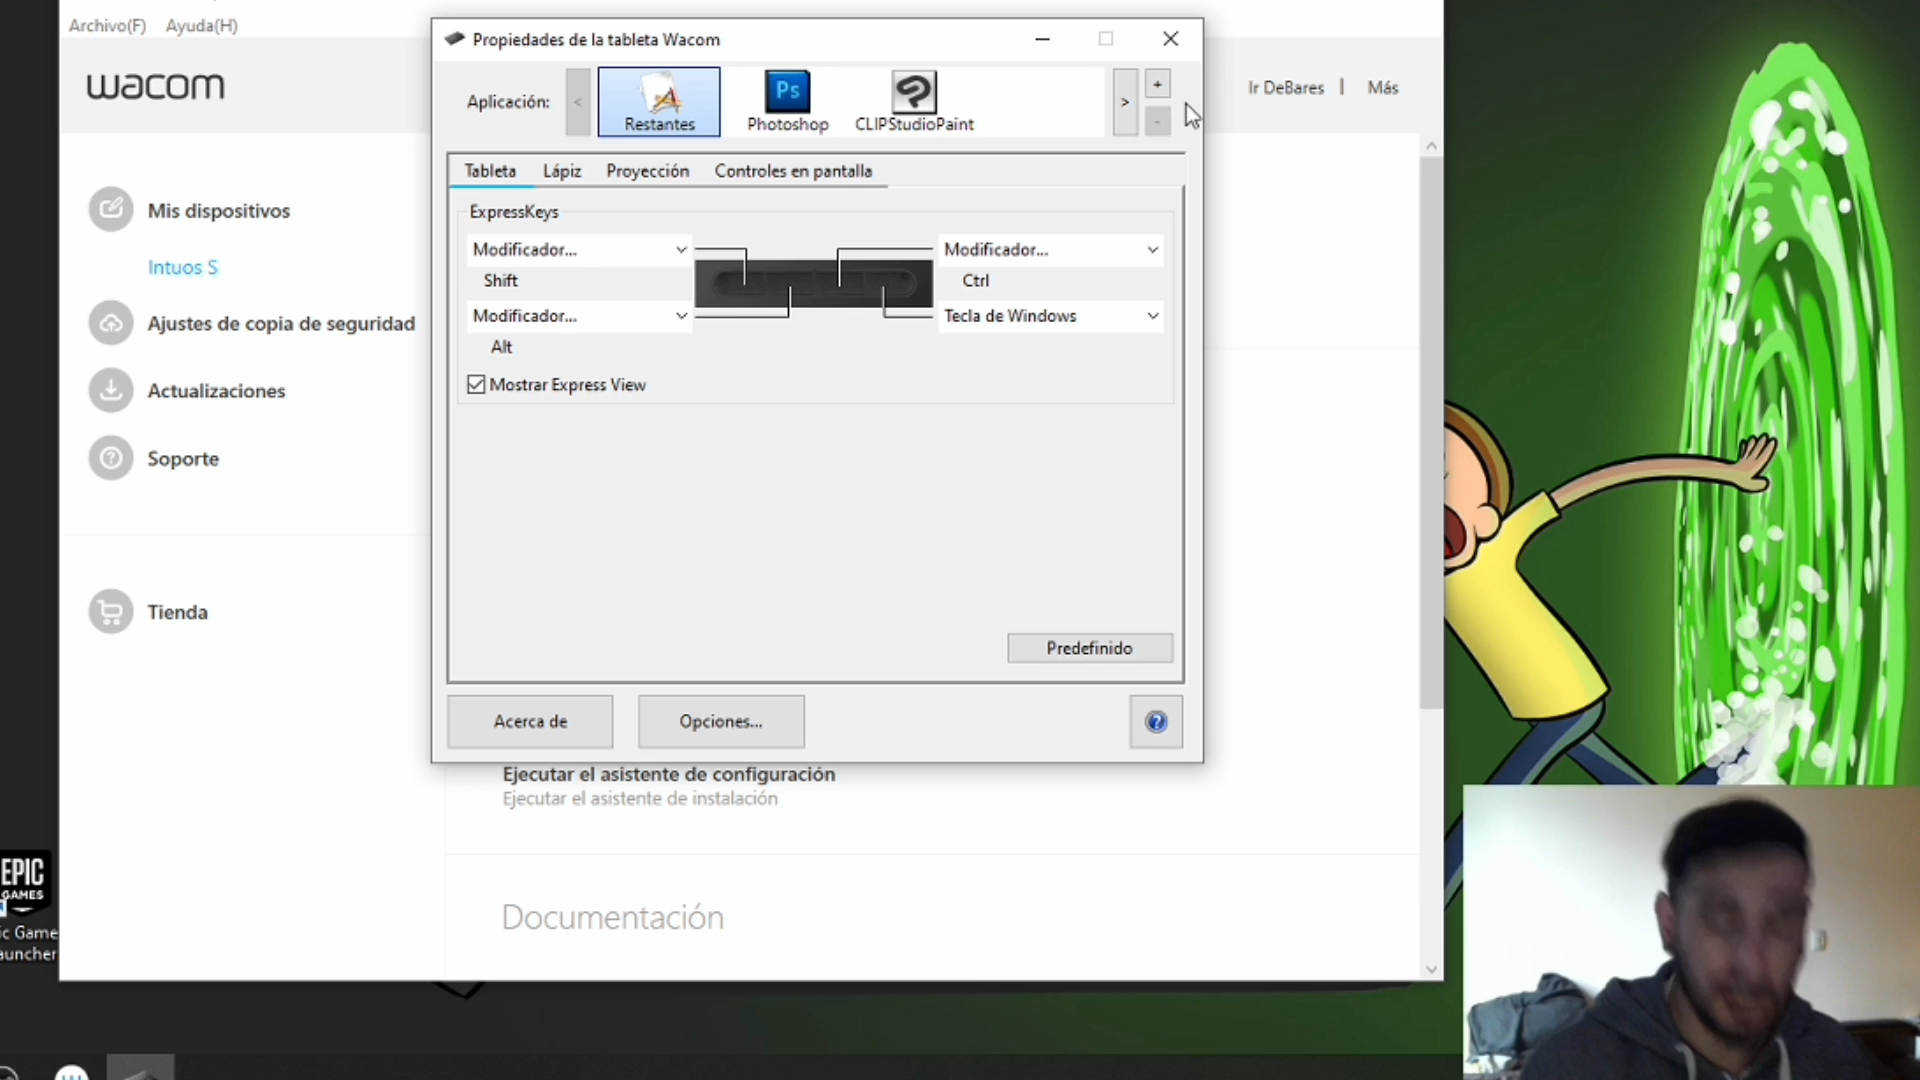 Archivo(F) Ayuda(H)
wacom
Ir DeBares | Más
Mis dispositivos
Intuos S
Ajustes de copia de seguridad
Actualizaciones
Soporte
Tienda
Propiedades de la tableta Wacom
Aplicación:
<
Restantes
Ps
Photoshop
CLIPStudioPaint
>
+
-
Tableta Lápiz Proyección Controles en pantalla
ExpressKeys
Modificador... Modificador...
Shift Ctrl
Modificador... Tecla de Windows
Alt
Mostrar Express View
Predefinido
Acerca de Opciones... ?
Ejecutar el asistente de configuración
Ejecutar el asistente de instalación
Documentación
EPIC
GAMES
ic Game
auncher